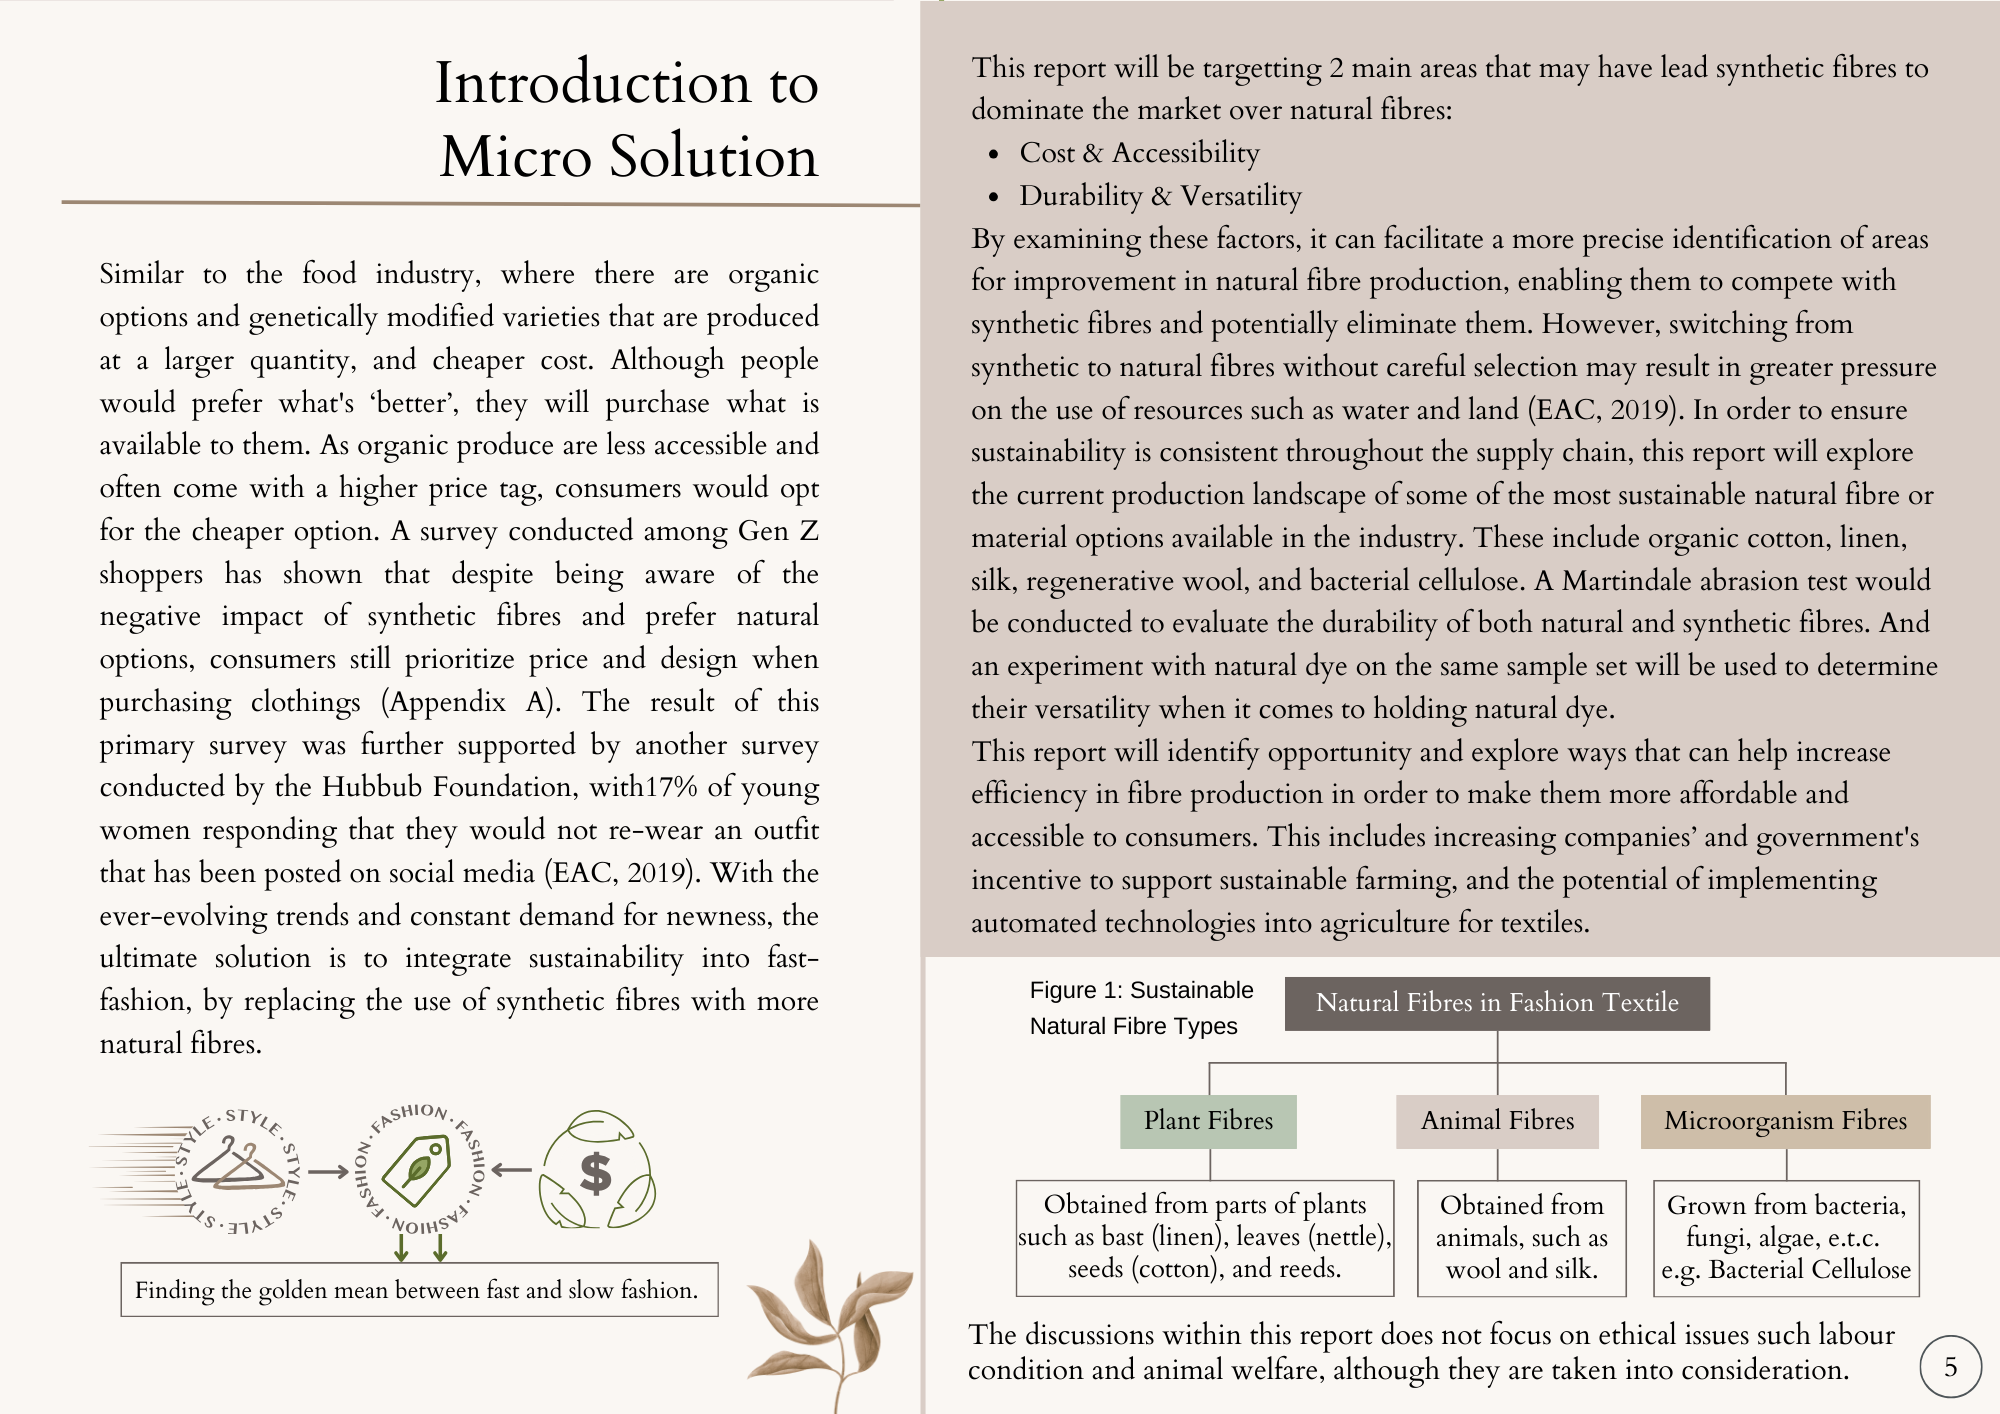 Introduction to
Micro Solution
Similar to the food industry, where there are organic
options and genetically modified varieties that are produced
at a larger quantity, and cheaper cost. Although people
would prefer what's ‘better’, they will purchase what is
available to them. As organic produce are less accessible and
often come with a higher price tag, consumers would opt
for the cheaper option. A survey conducted among Gen Z
shoppers has shown that despite being aware of the
negative impact of synthetic fibres and prefer natural
options, consumers still prioritize price and design when
purchasing clothings (Appendix A). The result of this
primary survey was further supported by another survey
conducted by the Hubbub Foundation, with17% of young
women responding that they would not re-wear an outfit
that has been posted on social media (EAC, 2019). With the
ever-evolving trends and constant demand for newness, the
ultimate solution is to integrate sustainability into fast-
fashion, by replacing the use of synthetic fibres with more
natural fibres.
STYLE · STYLE · STYLE · STYLE · STYLE ·
FASHION · FASHION · FASHION · FASHION ·
$
Finding the golden mean between fast and slow fashion.
This report will be targetting 2 main areas that may have lead synthetic fibres to
dominate the market over natural fibres:
• Cost & Accessibility
• Durability & Versatility
By examining these factors, it can facilitate a more precise identification of areas
for improvement in natural fibre production, enabling them to compete with
synthetic fibres and potentially eliminate them. However, switching from
synthetic to natural fibres without careful selection may result in greater pressure
on the use of resources such as water and land (EAC, 2019). In order to ensure
sustainability is consistent throughout the supply chain, this report will explore
the current production landscape of some of the most sustainable natural fibre or
material options available in the industry. These include organic cotton, linen,
silk, regenerative wool, and bacterial cellulose. A Martindale abrasion test would
be conducted to evaluate the durability of both natural and synthetic fibres. And
an experiment with natural dye on the same sample set will be used to determine
their versatility when it comes to holding natural dye.
This report will identify opportunity and explore ways that can help increase
efficiency in fibre production in order to make them more affordable and
accessible to consumers. This includes increasing companies’ and government's
incentive to support sustainable farming, and the potential of implementing
automated technologies into agriculture for textiles.
Figure 1: Sustainable
Natural Fibre Types
Natural Fibres in Fashion Textile
Plant Fibres
Animal Fibres
Microorganism Fibres
Obtained from parts of plants
such as bast (linen), leaves (nettle),
seeds (cotton), and reeds.
Obtained from
animals, such as
wool and silk.
Grown from bacteria,
fungi, algae, e.t.c.
e.g. Bacterial Cellulose
The discussions within this report does not focus on ethical issues such labour
condition and animal welfare, although they are taken into consideration.
5